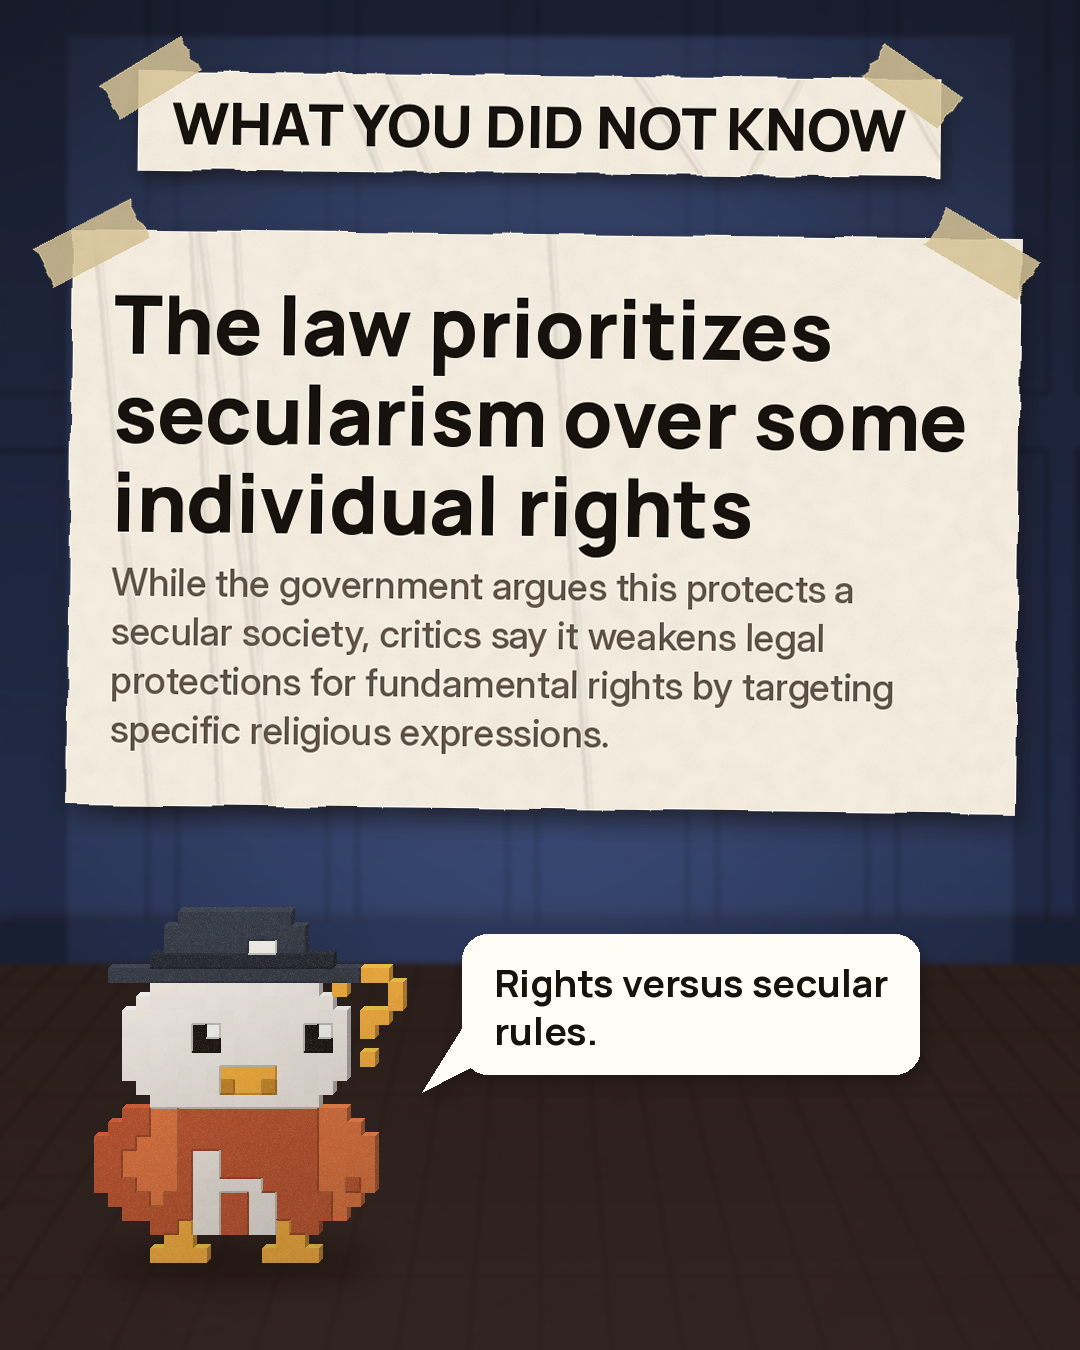 WHAT YOU DID NOT KNOW
The law prioritizes
secularism over some
individual rights
While the government argues this protects a
secular society, critics say it weakens legal
protections for fundamental rights by targeting
specific religious expressions.
?
Rights versus secular
rules.
h